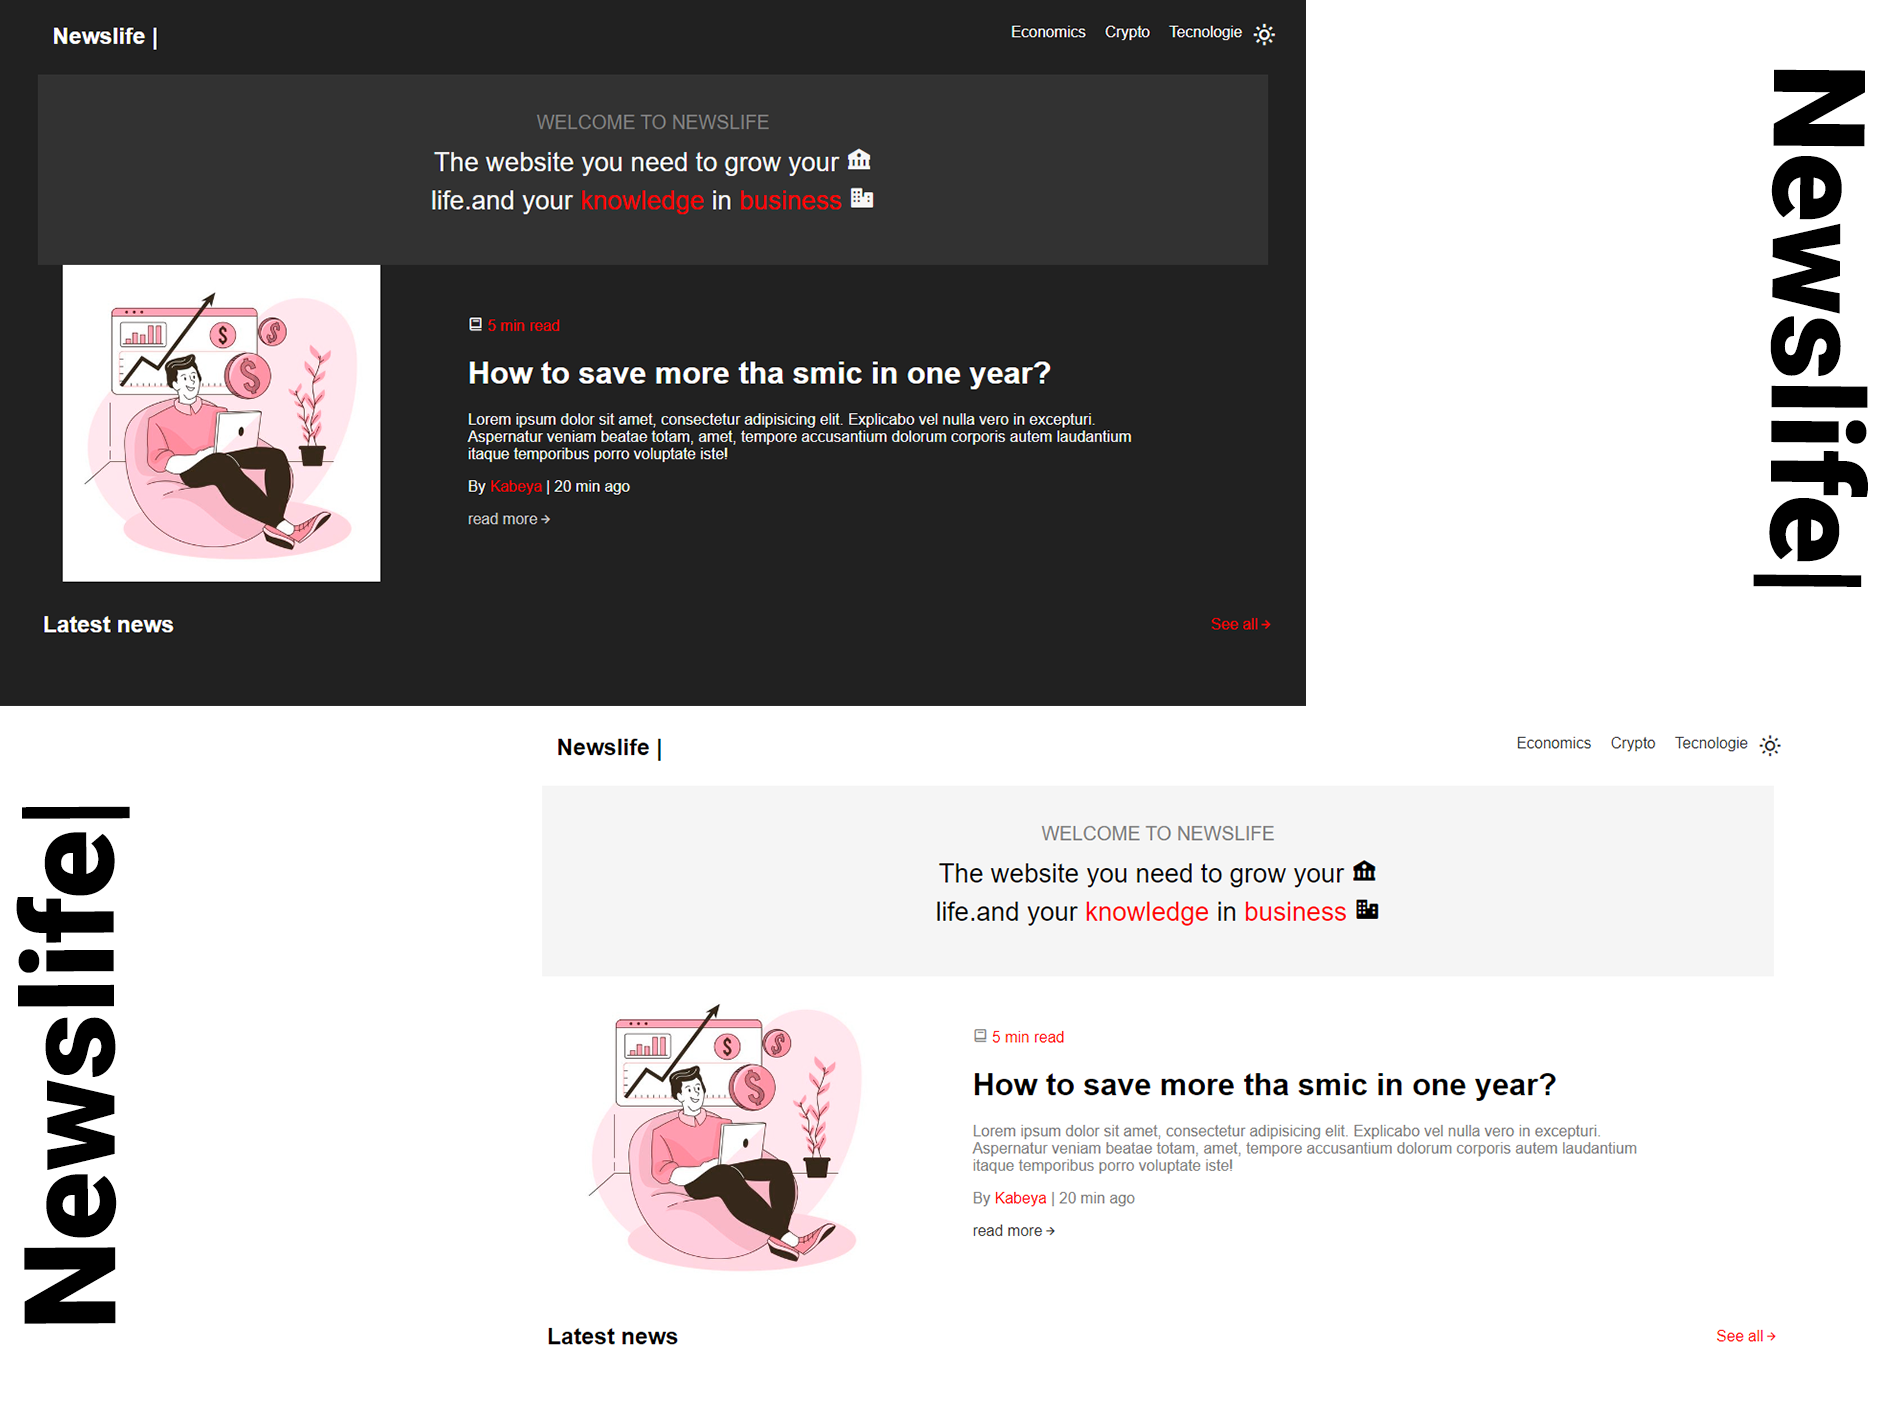 Newslife |
Economics Crypto Tecnologie
WELCOME TO NEWSLIFE
The website you need to grow your
life.and your knowledge in business
5 min read
How to save more tha smic in one year?
Lorem ipsum dolor sit amet, consectetur adipisicing elit. Explicabo vel nulla vero in excepturi.
Aspernatur veniam beatae totam, amet, tempore accusantium dolorum corporis autem laudantium
itaque temporibus porro voluptate iste!
By Kabeya | 20 min ago
read more →
Latest news
See all →
Newslife|
Newslife|
Newslife |
Economics Crypto Tecnologie
WELCOME TO NEWSLIFE
The website you need to grow your
life.and your knowledge in business
5 min read
How to save more tha smic in one year?
Lorem ipsum dolor sit amet, consectetur adipisicing elit. Explicabo vel nulla vero in excepturi.
Aspernatur veniam beatae totam, amet, tempore accusantium dolorum corporis autem laudantium
itaque temporibus porro voluptate iste!
By Kabeya | 20 min ago
read more →
Latest news
See all →